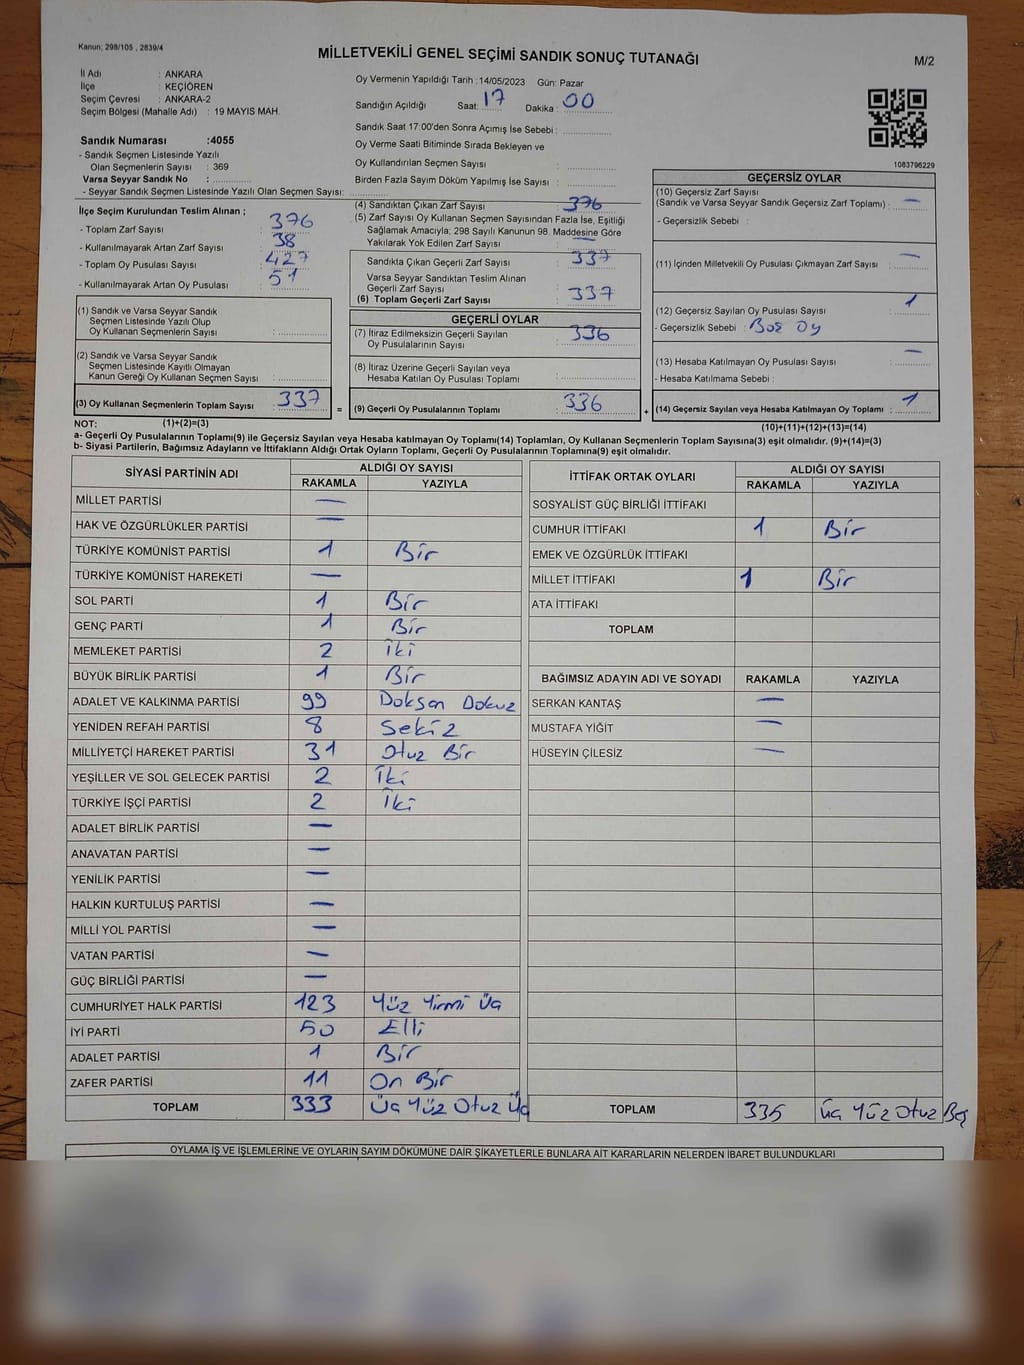 Kanun; 298/105 , 2839/4
MİLLETVEKİLİ GENEL SEÇİMİ SANDIK SONUÇ TUTANAĞI
M/2
İl Adı : ANKARA
İlçe : KEÇİÖREN
Seçim Çevresi : ANKARA-2
Seçim Bölgesi (Mahalle Adı) : 19 MAYIS MAH.
Oy Vermenin Yapıldığı Tarih :14/05/2023 Gün: Pazar
Sandığın Açıldığı Saat: 17 Dakika : 00
Sandık Saat 17:00'den Sonra Açımış İse Sebebi :
Oy Verme Saati Bitiminde Sırada Bekleyen ve
Oy Kullandırılan Seçmen Sayısı :
Birden Fazla Sayım Döküm Yapılmış İse Sayısı :
1083796229
Sandık Numarası :4055
- Sandık Seçmen Listesinde Yazılı
Olan Seçmenlerin Sayısı : 369
Varsa Seyyar Sandık No :
- Seyyar Sandık Seçmen Listesinde Yazılı Olan Seçmen Sayısı:
İlçe Seçim Kurulundan Teslim Alınan ;
- Toplam Zarf Sayısı : 376
- Kullanılmayarak Artan Zarf Sayısı : 38
- Toplam Oy Pusulası Sayısı : 427
- Kullanılmayarak Artan Oy Pusulası : 51
(1) Sandık ve Varsa Seyyar Sandık
Seçmen Listesinde Yazılı Olup
Oy Kullanan Seçmenlerin Sayısı :
(2) Sandık ve Varsa Seyyar Sandık
Seçmen Listesinde Kayıtlı Olmayan
Kanun Gereği Oy Kullanan Seçmen Sayısı :
(3) Oy Kullanan Seçmenlerin Toplam Sayısı : 337
(4) Sandıktan Çıkan Zarf Sayısı : 376
(5) Zarf Sayısı Oy Kullanan Seçmen Sayısından Fazla İse, Eşitliği
Sağlamak Amacıyla; 298 Sayılı Kanunun 98. Maddesine Göre
Yakılarak Yok Edilen Zarf Sayısı : —
Sandıkta Çıkan Geçerli Zarf Sayısı : 337
Varsa Seyyar Sandıktan Teslim Alınan
Geçerli Zarf Sayısı
(6) Toplam Geçerli Zarf Sayısı : 337
GEÇERLİ OYLAR
(7) İtiraz Edilmeksizin Geçerli Sayılan
Oy Pusulalarının Sayısı : 336
(8) İtiraz Üzerine Geçerli Sayılan veya
Hesaba Katılan Oy Pusulası Toplamı :
= (9) Geçerli Oy Pusulalarının Toplamı : 336
GEÇERSİZ OYLAR
(10) Geçersiz Zarf Sayısı
(Sandık ve Varsa Seyyar Sandık Geçersiz Zarf Toplamı) : —
- Geçersizlik Sebebi :
(11) İçinden Milletvekili Oy Pusulası Çıkmayan Zarf Sayısı : —
(12) Geçersiz Sayılan Oy Pusulası Sayısı : 1
- Geçersizlik Sebebi : Boş Oy
(13) Hesaba Katılmayan Oy Pusulası Sayısı : —
- Hesaba Katılmama Sebebi :
+ (14) Geçersiz Sayılan veya Hesaba Katılmayan Oy Toplamı : 1
NOT: (1)+(2)=(3) (10)+(11)+(12)+(13)=(14)
a- Geçerli Oy Pusulalarının Toplamı(9) ile Geçersiz Sayılan veya Hesaba katılmayan Oy Toplamı(14) Toplamları, Oy Kullanan Seçmenlerin Toplam Sayısına(3) eşit olmalıdır. (9)+(14)=(3)
b- Siyasi Partilerin, Bağımsız Adayların ve İttifakların Aldığı Ortak Oyların Toplamı, Geçerli Oy Pusulalarının Toplamına(9) eşit olmalıdır.
SİYASİ PARTİNİN ADI ALDIĞI OY SAYISI
RAKAMLA YAZIYLA
MİLLET PARTİSİ —
HAK VE ÖZGÜRLÜKLER PARTİSİ —
TÜRKİYE KOMÜNİST PARTİSİ 1 Bir
TÜRKİYE KOMÜNİST HAREKETİ —
SOL PARTİ 1 Bir
GENÇ PARTİ 1 Bir
MEMLEKET PARTİSİ 2 İki
BÜYÜK BİRLİK PARTİSİ 1 Bir
ADALET VE KALKINMA PARTİSİ 99 Doksan Dokuz
YENİDEN REFAH PARTİSİ 8 Sekiz
MİLLİYETÇİ HAREKET PARTİSİ 31 Otuz Bir
YEŞİLLER VE SOL GELECEK PARTİSİ 2 İki
TÜRKİYE İŞÇİ PARTİSİ 2 İki
ADALET BİRLİK PARTİSİ —
ANAVATAN PARTİSİ —
YENİLİK PARTİSİ —
HALKIN KURTULUŞ PARTİSİ —
MİLLİ YOL PARTİSİ —
VATAN PARTİSİ —
GÜÇ BİRLİĞİ PARTİSİ —
CUMHURİYET HALK PARTİSİ 123 Yüz Yirmi Üç
İYİ PARTİ 50 Elli
ADALET PARTİSİ 1 Bir
ZAFER PARTİSİ 11 On Bir
TOPLAM 333 Üç Yüz Otuz Üç
İTTİFAK ORTAK OYLARI ALDIĞI OY SAYISI
RAKAMLA YAZIYLA
SOSYALİST GÜÇ BİRLİĞİ İTTİFAKI
CUMHUR İTTİFAKI 1 Bir
EMEK VE ÖZGÜRLÜK İTTİFAKI
MİLLET İTTİFAKI 1 Bir
ATA İTTİFAKI
TOPLAM
BAĞIMSIZ ADAYIN ADI VE SOYADI RAKAMLA YAZIYLA
SERKAN KANTAŞ —
MUSTAFA YİĞİT —
HÜSEYİN ÇİLESİZ —
TOPLAM 335 Üç Yüz Otuz Beş
OYLAMA İŞ VE İŞLEMLERİNE VE OYLARIN SAYIM DÖKÜMÜNE DAİR ŞİKAYETLERLE BUNLARA AİT KARARLARIN NELERDEN İBARET BULUNDUKLARI